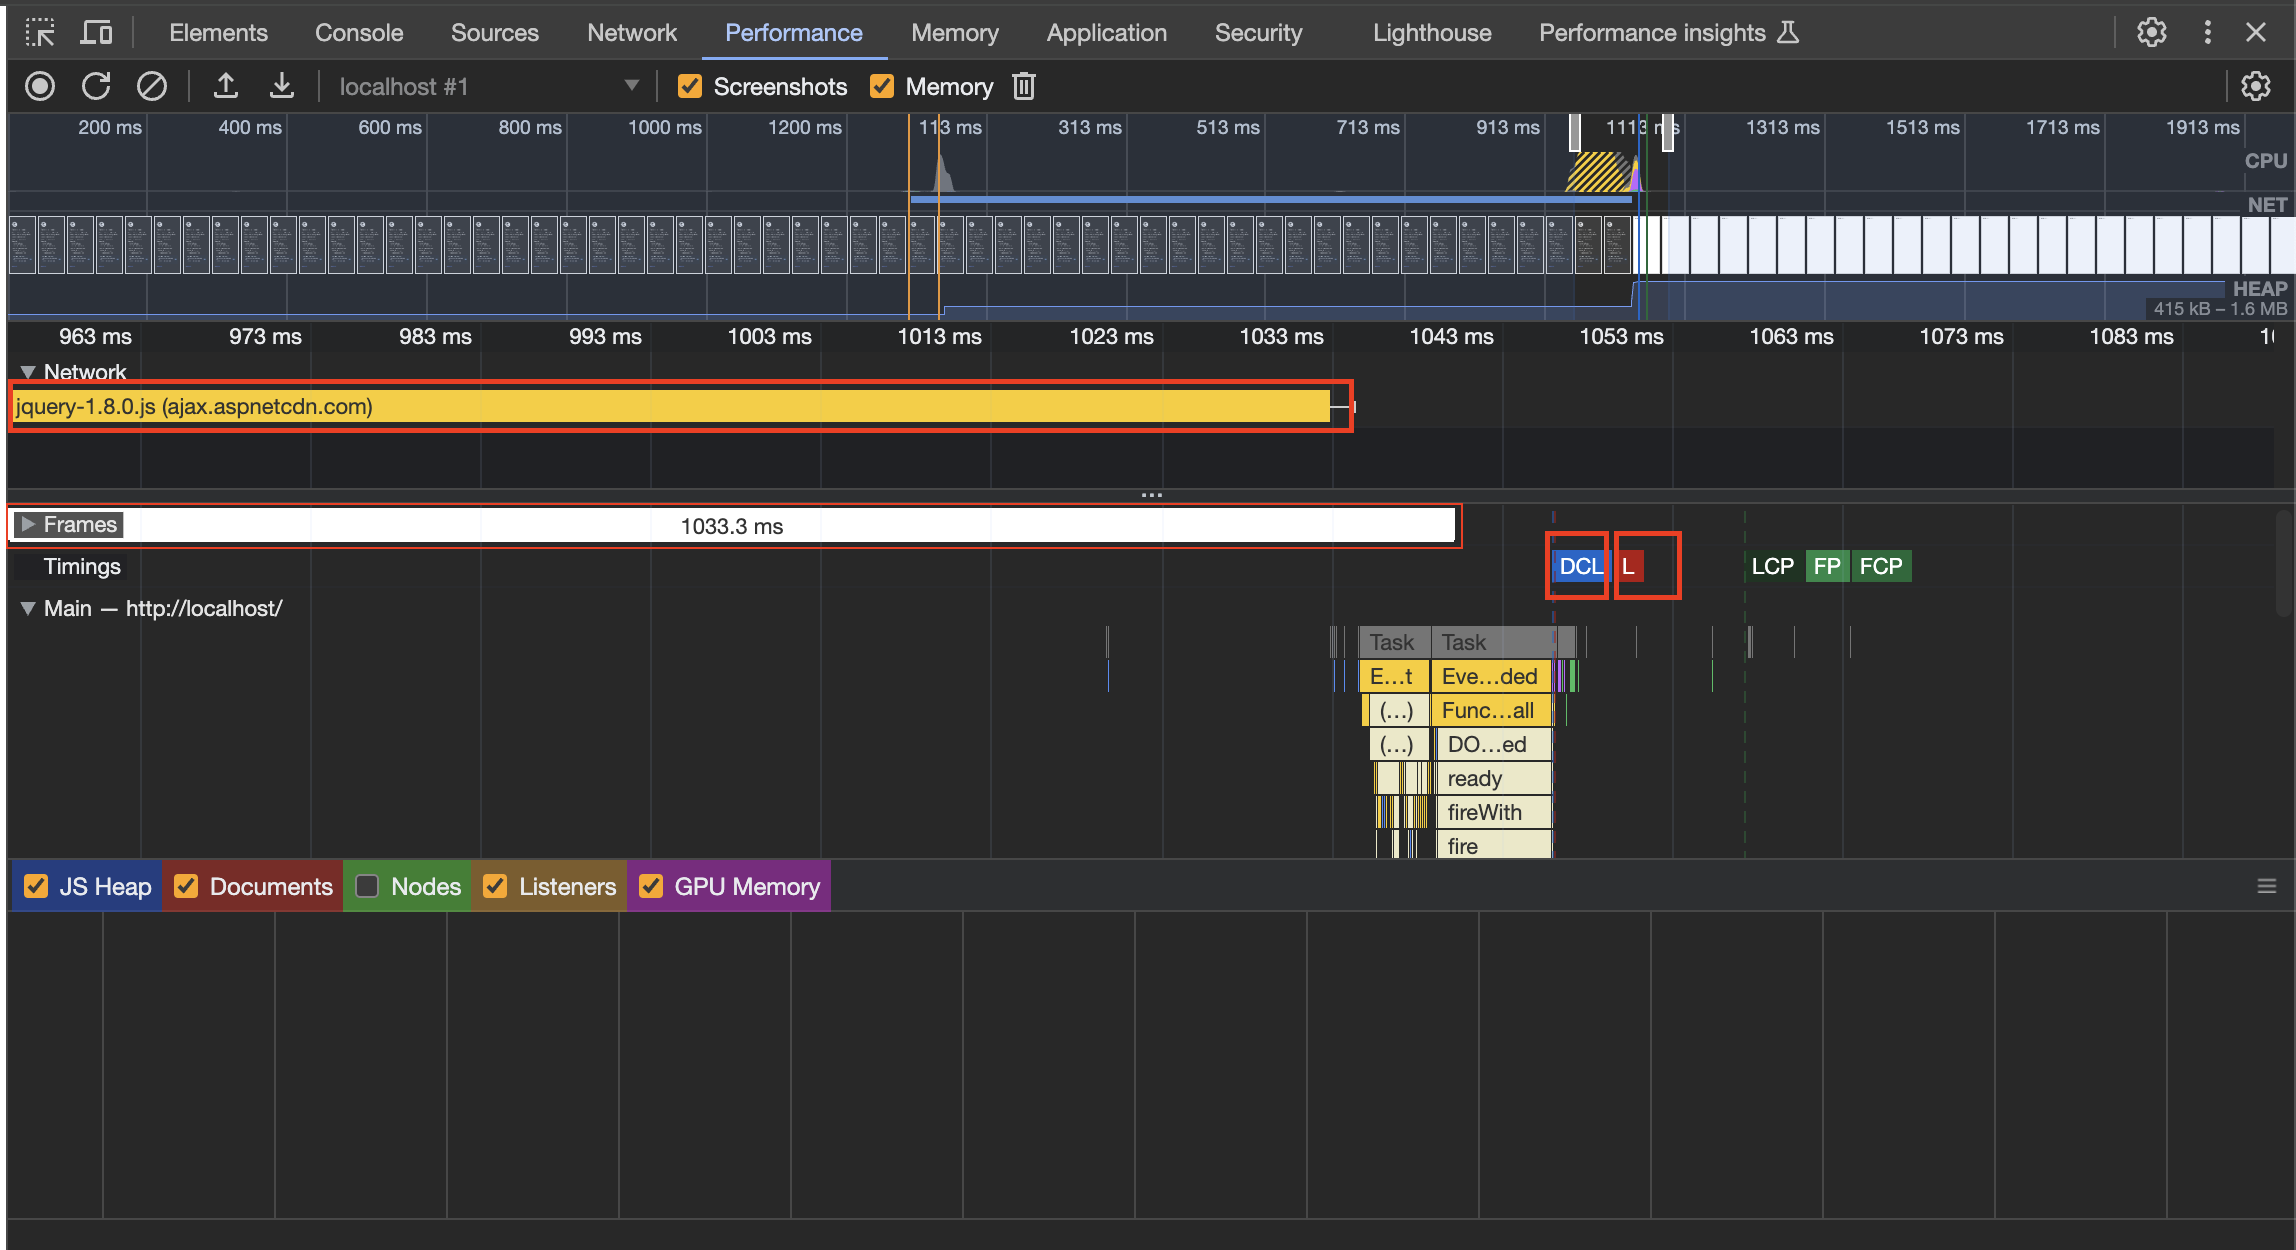 Elements Console Sources Network Performance Memory Application Security Lighthouse Performance insights
localhost #1 Screenshots Memory
200 ms 400 ms 600 ms 800 ms 1000 ms 1200 ms 113 ms 313 ms 513 ms 713 ms 913 ms 1113 ms 1313 ms 1513 ms 1713 ms 1913 ms
CPU
NET
HEAP
415 kB – 1.6 MB
963 ms 973 ms 983 ms 993 ms 1003 ms 1013 ms 1023 ms 1033 ms 1043 ms 1053 ms 1063 ms 1073 ms 1083 ms
Network
jquery-1.8.0.js (ajax.aspnetcdn.com)
Frames 1033.3 ms
Timings DCL L LCP FP FCP
Main — http://localhost/
Task Task
E...t Eve...ded
(...) Func...all
(...) DO...ed
ready
fireWith
fire
JS Heap Documents Nodes Listeners GPU Memory